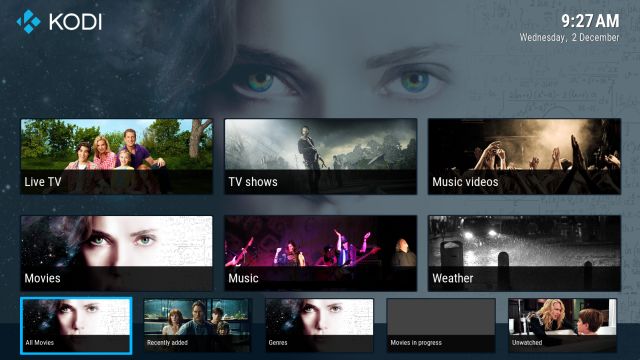 KODI
9:27 AM
Wednesday, 2 December
Live TV
TV shows
Music videos
Movies
Music
Weather
All Movies
Recently added
Genres
Movies in progress
Unwatched